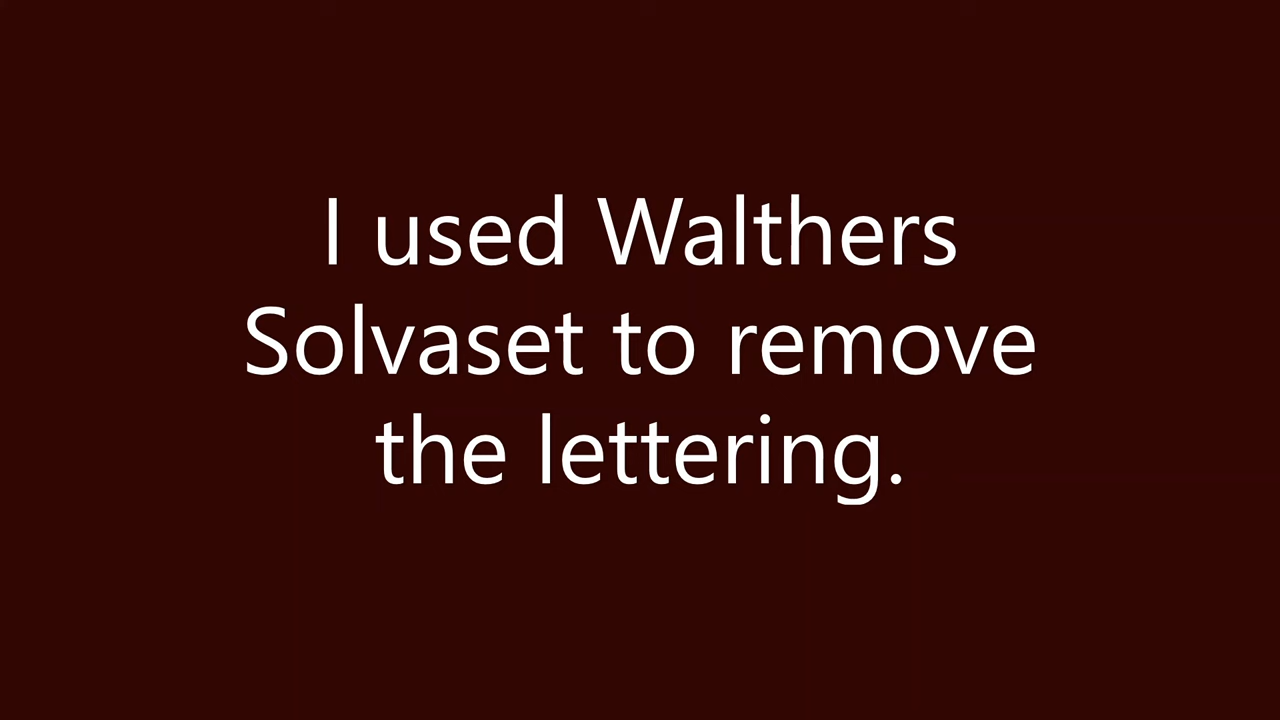 I used Walthers
Solvaset to remove
the lettering.